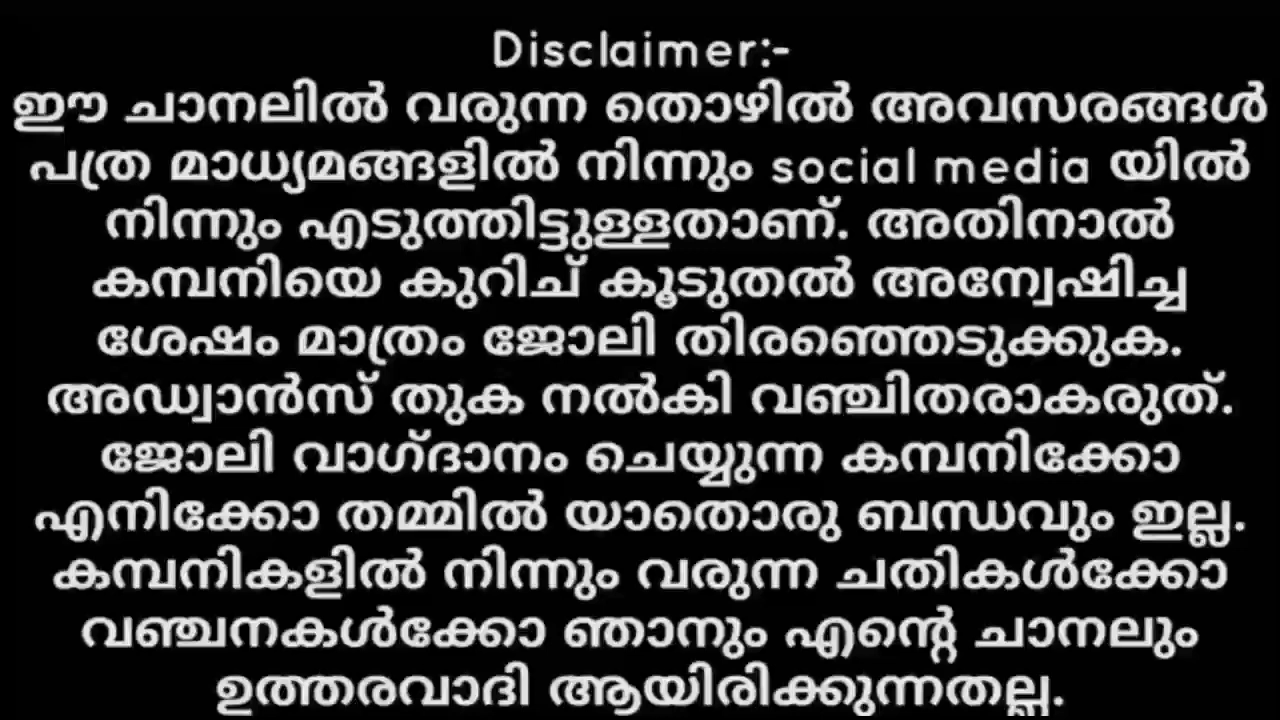 Disclaimer:-
ഈ ചാനലിൽ വരുന്ന തൊഴിൽ അവസരങ്ങൾ
പത്ര മാധ്യമങ്ങളിൽ നിന്നും social media യിൽ
നിന്നും എടുത്തിട്ടുള്ളതാണ്. അതിനാൽ
കമ്പനിയെ കുറിച് കൂടുതൽ അന്വേഷിച്ച
ശേഷം മാത്രം ജോലി തിരഞ്ഞെടുക്കുക.
അഡ്വാൻസ് തുക നൽകി വഞ്ചിതരാകരുത്.
ജോലി വാഗ്ദാനം ചെയ്യുന്ന കമ്പനിക്കോ
എനിക്കോ തമ്മിൽ യാതൊരു ബന്ധവും ഇല്ല.
കമ്പനികളിൽ നിന്നും വരുന്ന ചതികൾക്കോ
വഞ്ചനകൾക്കോ ഞാനും എന്റെ ചാനലും
ഉത്തരവാദി ആയിരിക്കുന്നതല്ല.